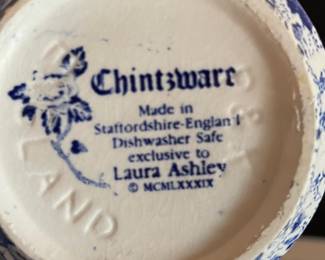 Chintzware
Made in
Staffordshire-England
Dishwasher Safe
exclusive to
Laura Ashley
© MCMLXXXIX
LAND